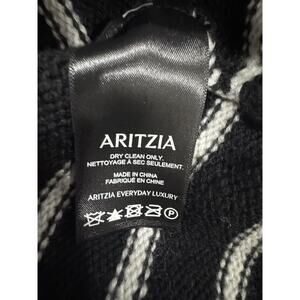 ARITZIA
DRY CLEAN ONLY.
NETTOYAGE À SEC SEULEMENT.
MADE IN CHINA
FABRIQUÉ EN CHINE
ARITZIA EVERYDAY LUXURY
P